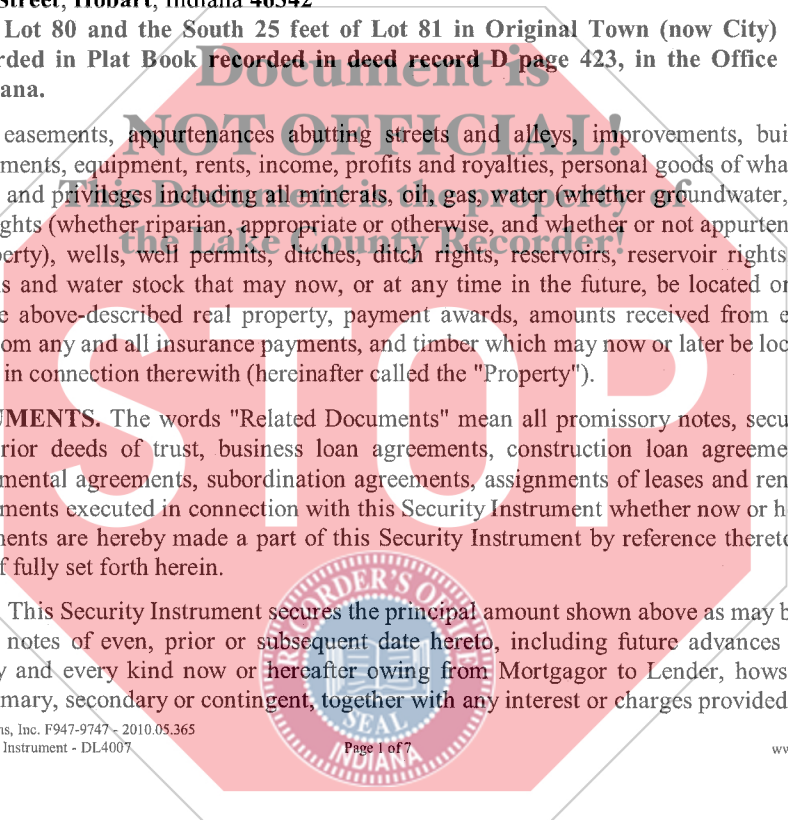 Street, Hobart, Indiana 46342
Lot 80 and the South 25 feet of Lot 81 in Original Town (now City)
rded in Plat Book recorded in deed record D page 423, in the Office
ana.
Document is
NOT OFFICIAL!
This Document is the property of
the Lake County Recorder!
easements, appurtenances abutting streets and alleys, improvements, bui
ments, equipment, rents, income, profits and royalties, personal goods of wha
and privileges including all minerals, oil, gas, water (whether groundwater,
ghts (whether riparian, appropriate or otherwise, and whether or not appurten
erty), wells, well permits, ditches, ditch rights, reservoirs, reservoir rights
s and water stock that may now, or at any time in the future, be located or
e above-described real property, payment awards, amounts received from e
om any and all insurance payments, and timber which may now or later be loc
in connection therewith (hereinafter called the "Property").
STOP
UMENTS. The words "Related Documents" mean all promissory notes, secu
rior deeds of trust, business loan agreements, construction loan agreeme
mental agreements, subordination agreements, assignments of leases and ren
ments executed in connection with this Security Instrument whether now or h
nents are hereby made a part of this Security Instrument by reference thereto
f fully set forth herein.
This Security Instrument secures the principal amount shown above as may b
notes of even, prior or subsequent date hereto, including future advances
y and every kind now or hereafter owing from Mortgagor to Lender, hows
mary, secondary or contingent, together with any interest or charges provided
RECORDER'S OFFICE
SEAL
INDIANA
ns, Inc. F947-9747 - 2010.05.365
Instrument - DL4007
Page 1 of 7
ww